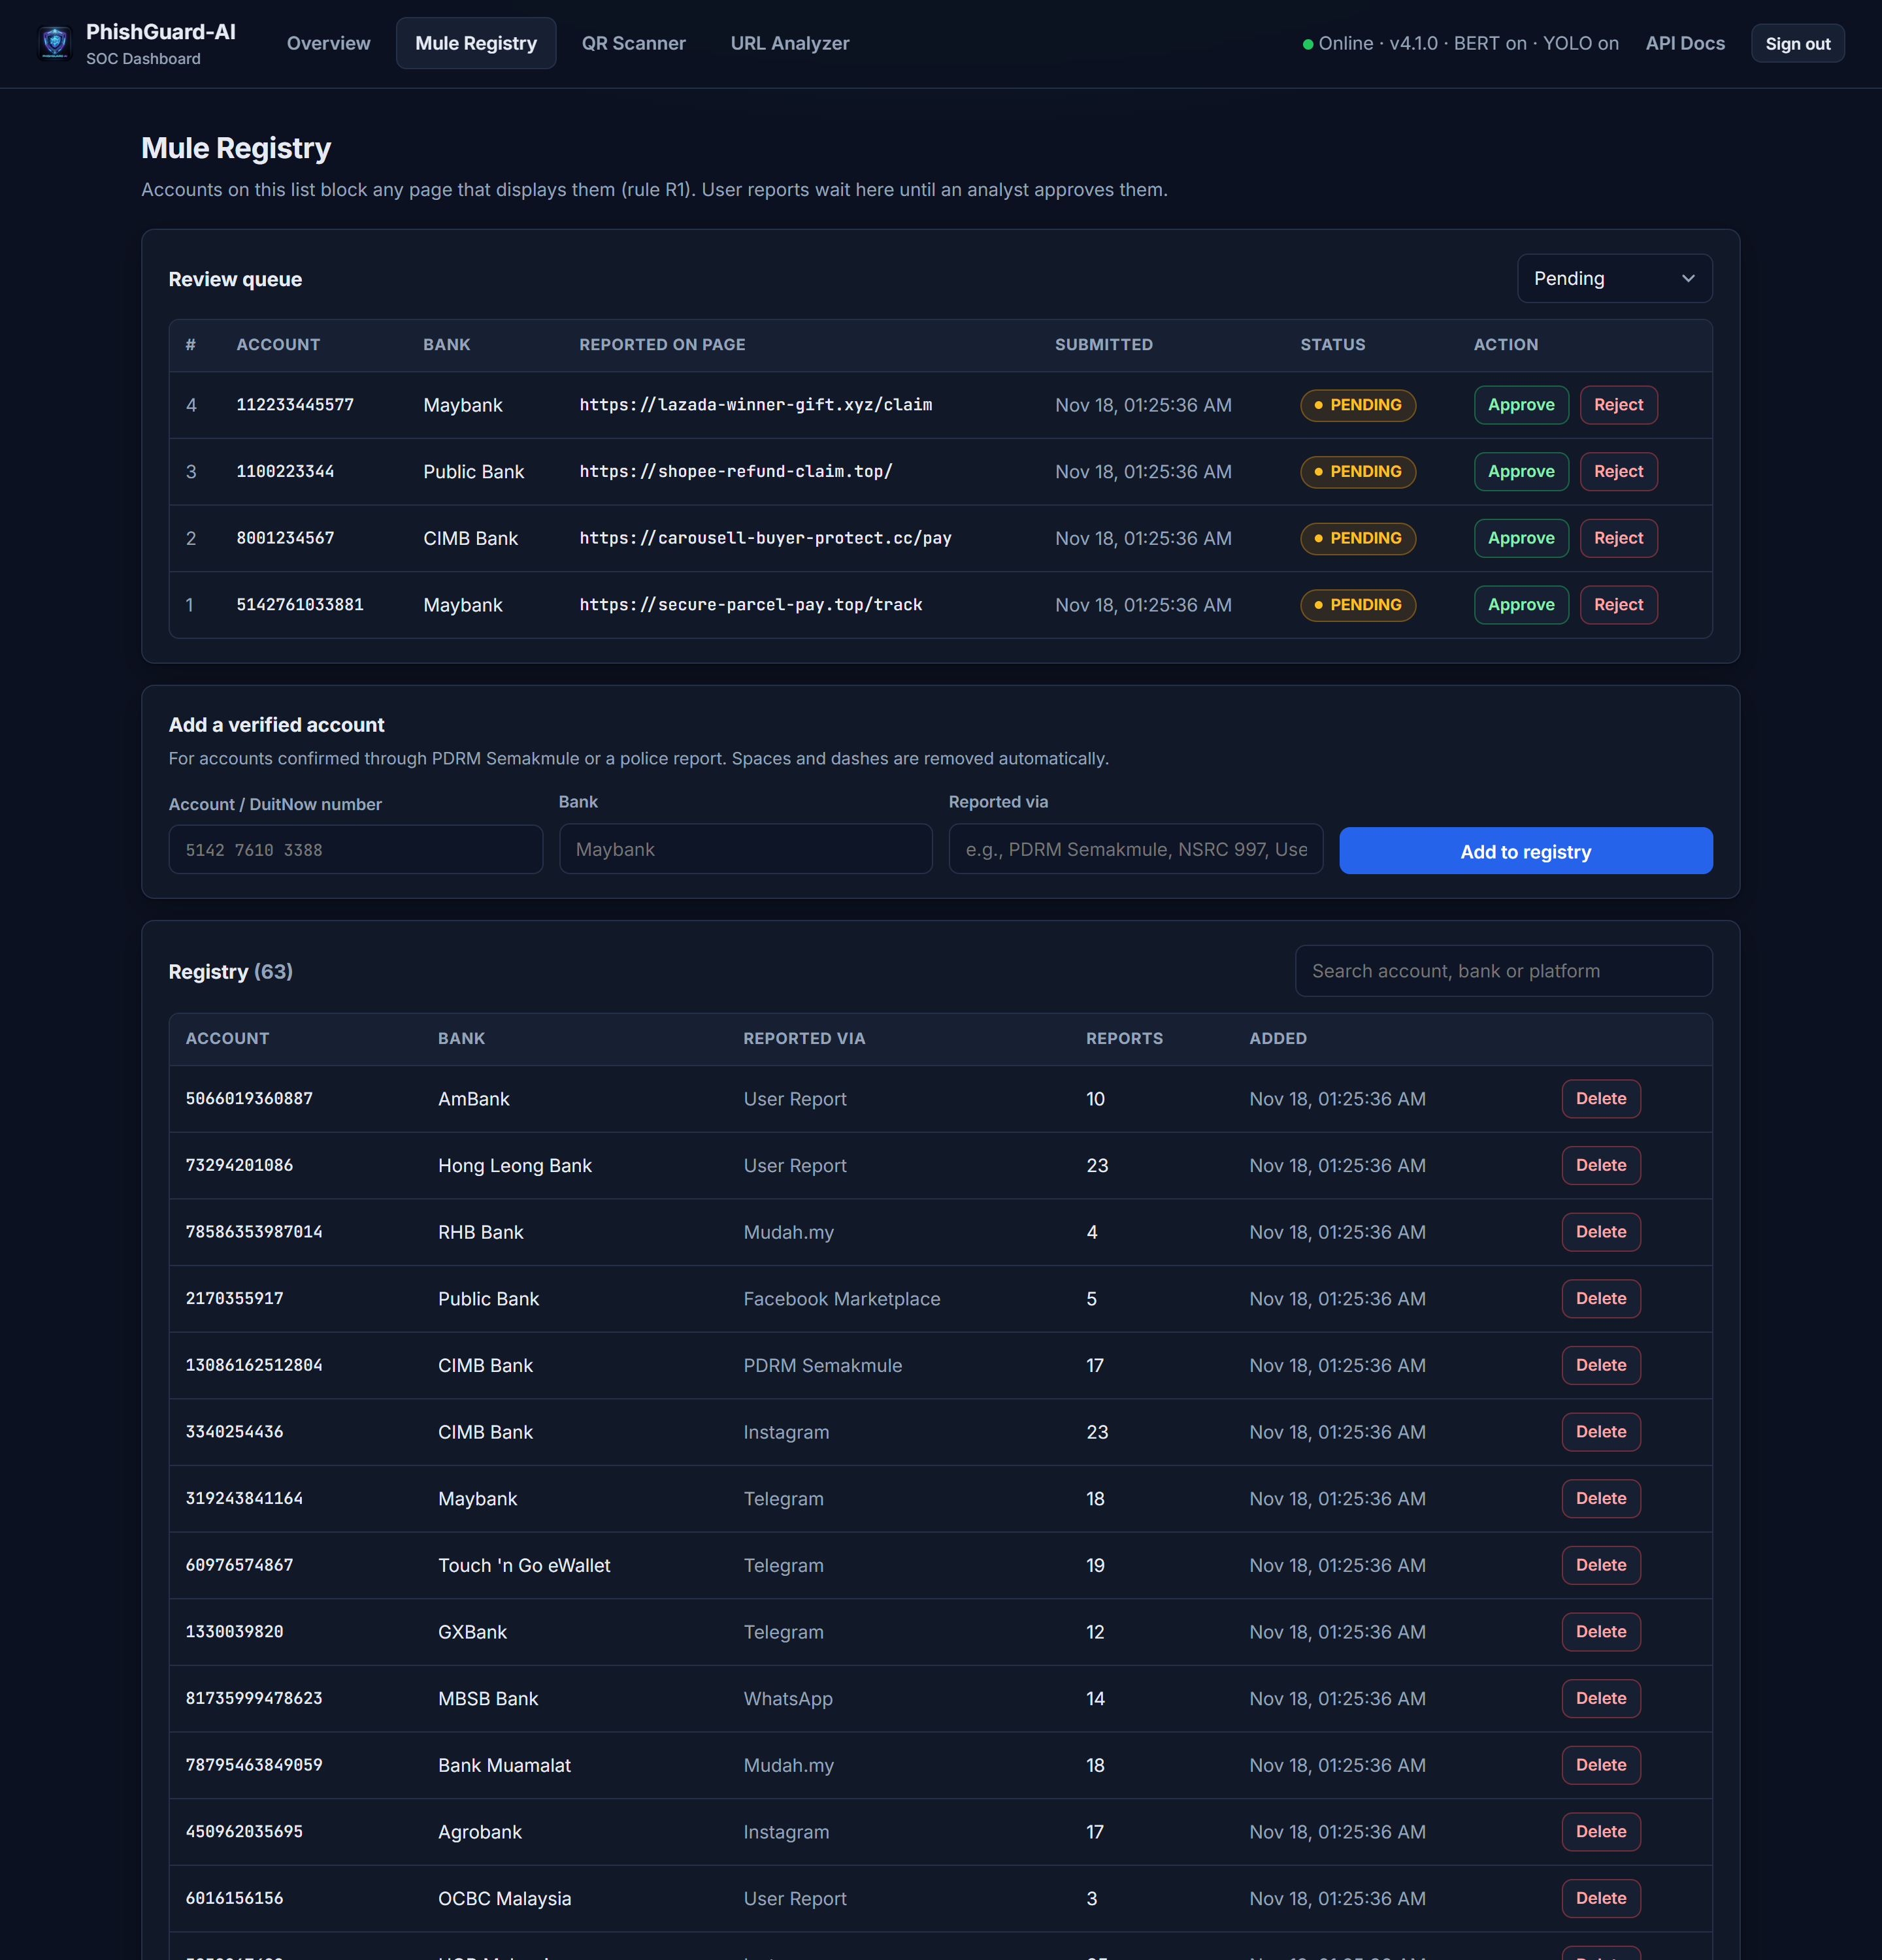 PhishGuard-AI
SOC Dashboard
Overview Mule Registry QR Scanner URL Analyzer
Online · v4.1.0 · BERT on · YOLO on API Docs Sign out
Mule Registry
Accounts on this list block any page that displays them (rule R1). User reports wait here until an analyst approves them.
Review queue Pending
# ACCOUNT BANK REPORTED ON PAGE SUBMITTED STATUS ACTION
4 112233445577 Maybank https://lazada-winner-gift.xyz/claim Nov 18, 01:25:36 AM PENDING Approve Reject
3 1100223344 Public Bank https://shopee-refund-claim.top/ Nov 18, 01:25:36 AM PENDING Approve Reject
2 8001234567 CIMB Bank https://carousell-buyer-protect.cc/pay Nov 18, 01:25:36 AM PENDING Approve Reject
1 5142761033881 Maybank https://secure-parcel-pay.top/track Nov 18, 01:25:36 AM PENDING Approve Reject
Add a verified account
For accounts confirmed through PDRM Semakmule or a police report. Spaces and dashes are removed automatically.
Account / DuitNow number Bank Reported via
5142 7610 3388 Maybank e.g., PDRM Semakmule, NSRC 997, Use Add to registry
Registry (63) Search account, bank or platform
ACCOUNT BANK REPORTED VIA REPORTS ADDED
5066019360887 AmBank User Report 10 Nov 18, 01:25:36 AM Delete
73294201086 Hong Leong Bank User Report 23 Nov 18, 01:25:36 AM Delete
78586353987014 RHB Bank Mudah.my 4 Nov 18, 01:25:36 AM Delete
2170355917 Public Bank Facebook Marketplace 5 Nov 18, 01:25:36 AM Delete
13086162512804 CIMB Bank PDRM Semakmule 17 Nov 18, 01:25:36 AM Delete
3340254436 CIMB Bank Instagram 23 Nov 18, 01:25:36 AM Delete
319243841164 Maybank Telegram 18 Nov 18, 01:25:36 AM Delete
60976574867 Touch 'n Go eWallet Telegram 19 Nov 18, 01:25:36 AM Delete
1330039820 GXBank Telegram 12 Nov 18, 01:25:36 AM Delete
81735999478623 MBSB Bank WhatsApp 14 Nov 18, 01:25:36 AM Delete
78795463849059 Bank Muamalat Mudah.my 18 Nov 18, 01:25:36 AM Delete
450962035695 Agrobank Instagram 17 Nov 18, 01:25:36 AM Delete
6016156156 OCBC Malaysia User Report 3 Nov 18, 01:25:36 AM Delete